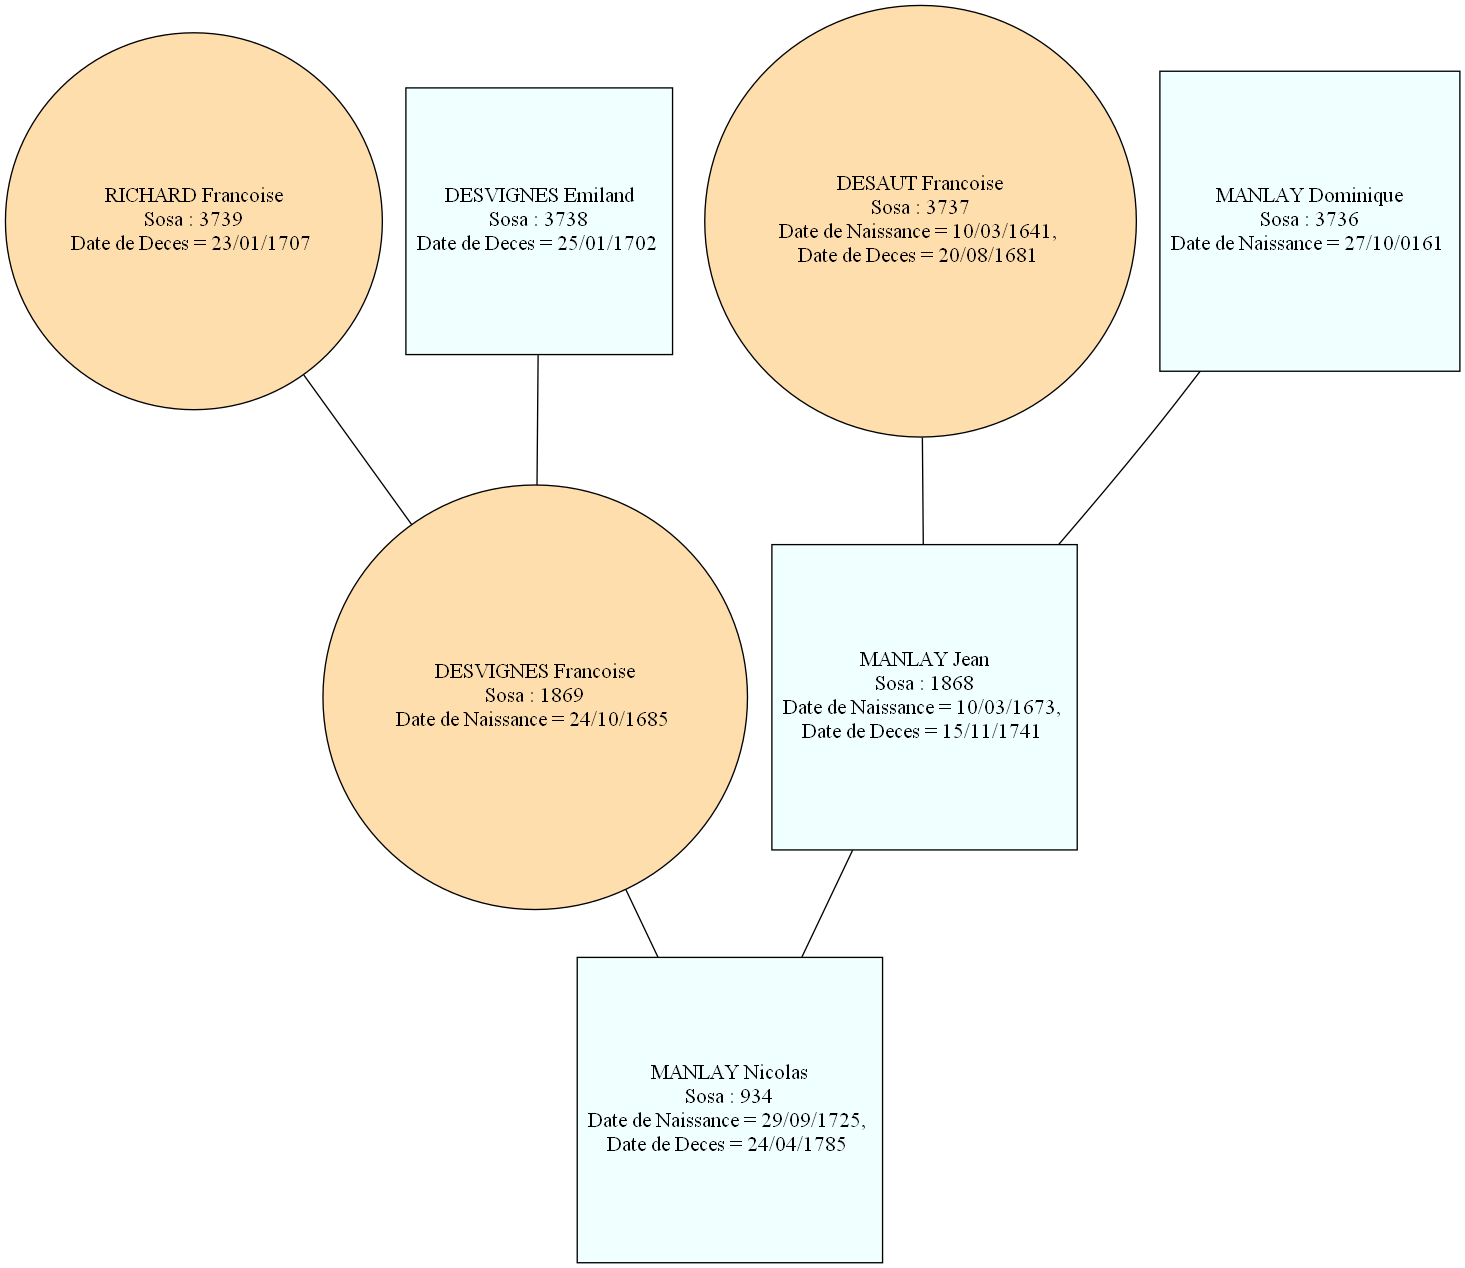 RICHARD Francoise
Sosa : 3739
Date de Deces = 23/01/1707
DESVIGNES Emiland
Sosa : 3738
Date de Deces = 25/01/1702
DESAUT Francoise
Sosa : 3737
Date de Naissance = 10/03/1641,
Date de Deces = 20/08/1681
MANLAY Dominique
Sosa : 3736
Date de Naissance = 27/10/0161
DESVIGNES Francoise
Sosa : 1869
Date de Naissance = 24/10/1685
MANLAY Jean
Sosa : 1868
Date de Naissance = 10/03/1673,
Date de Deces = 15/11/1741
MANLAY Nicolas
Sosa : 934
Date de Naissance = 29/09/1725,
Date de Deces = 24/04/1785